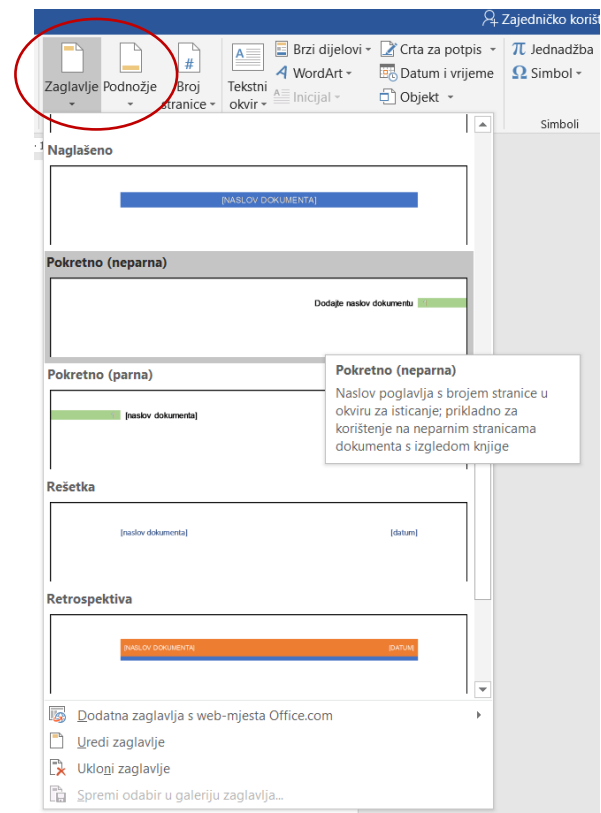 Zajedničko korišt
Zaglavlje Podnožje Broj stranice Tekstni okvir
Brzi dijelovi
WordArt
Inicijal
Crta za potpis
Datum i vrijeme
Objekt
π Jednadžba
Ω Simbol
Simboli
Naglašeno
[NASLOV DOKUMENTA]
Pokretno (neparna)
Dodajte naslov dokumentu
Pokretno (parna)
[naslov dokumenta]
Pokretno (neparna)
Naslov poglavlja s brojem stranice u
okviru za isticanje; prikladno za
korištenje na neparnim stranicama
dokumenta s izgledom knjige
Rešetka
[naslov dokumenta] [datum]
Retrospektiva
[NASLOV DOKUMENTA] [DATUM]
Dodatna zaglavlja s web-mjesta Office.com
Uredi zaglavlje
Ukloni zaglavlje
Spremi odabir u galeriju zaglavlja...